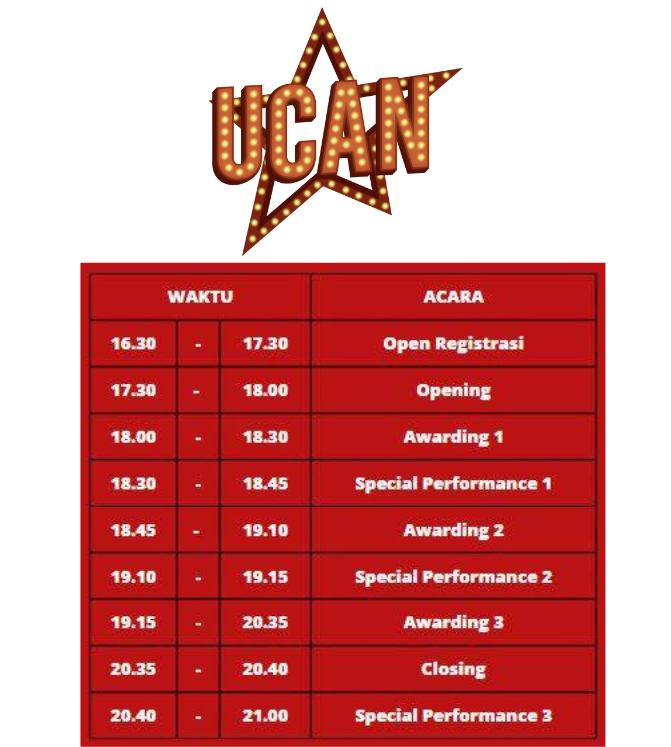 UCAN
WAKTU ACARA
16.30 - 17.30 Open Registrasi
17.30 - 18.00 Opening
18.00 - 18.30 Awarding 1
18.30 - 18.45 Special Performance 1
18.45 - 19.10 Awarding 2
19.10 - 19.15 Special Performance 2
19.15 - 20.35 Awarding 3
20.35 - 20.40 Closing
20.40 - 21.00 Special Performance 3